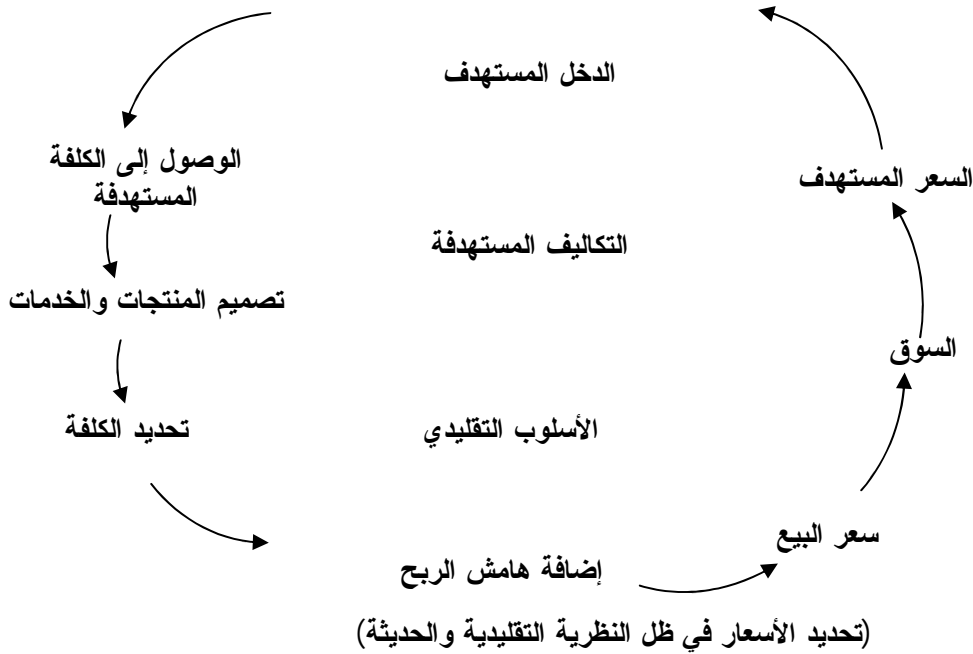 الدخل المستهدف
الوصول إلى الكلفة
المستهدفة
السعر المستهدف
التكاليف المستهدفة
تصميم المنتجات والخدمات
السوق
الأسلوب التقليدي
تحديد الكلفة
سعر البيع
إضافة هامش الربح
(تحديد الأسعار في ظل النظرية التقليدية والحديثة)